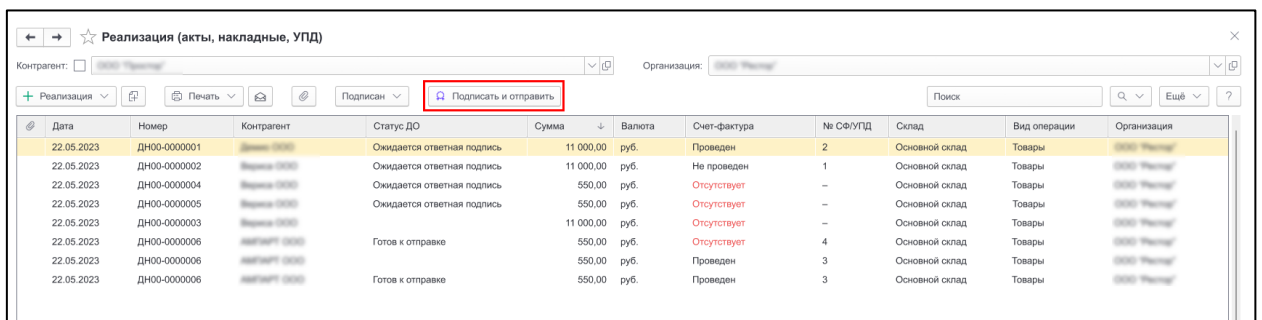 Реализация (акты, накладные, УПД)
Контрагент: Организация:
Реализация Печать Подписан Подписать и отправить Поиск Ещё ?
Дата Номер Контрагент Статус ДО Сумма Валюта Счет-фактура № СФ/УПД Склад Вид операции Организация
22.05.2023 ДН00-0000001 Ожидается ответная подпись 11 000,00 руб. Проведен 2 Основной склад Товары
22.05.2023 ДН00-0000002 Ожидается ответная подпись 11 000,00 руб. Не проведен 1 Основной склад Товары
22.05.2023 ДН00-0000004 Ожидается ответная подпись 550,00 руб. Отсутствует – Основной склад Товары
22.05.2023 ДН00-0000005 Ожидается ответная подпись 550,00 руб. Отсутствует – Основной склад Товары
22.05.2023 ДН00-0000003 11 000,00 руб. Отсутствует – Основной склад Товары
22.05.2023 ДН00-0000006 Готов к отправке 550,00 руб. Отсутствует 4 Основной склад Товары
22.05.2023 ДН00-0000006 550,00 руб. Проведен 3 Основной склад Товары
22.05.2023 ДН00-0000006 Готов к отправке 550,00 руб. Проведен 3 Основной склад Товары